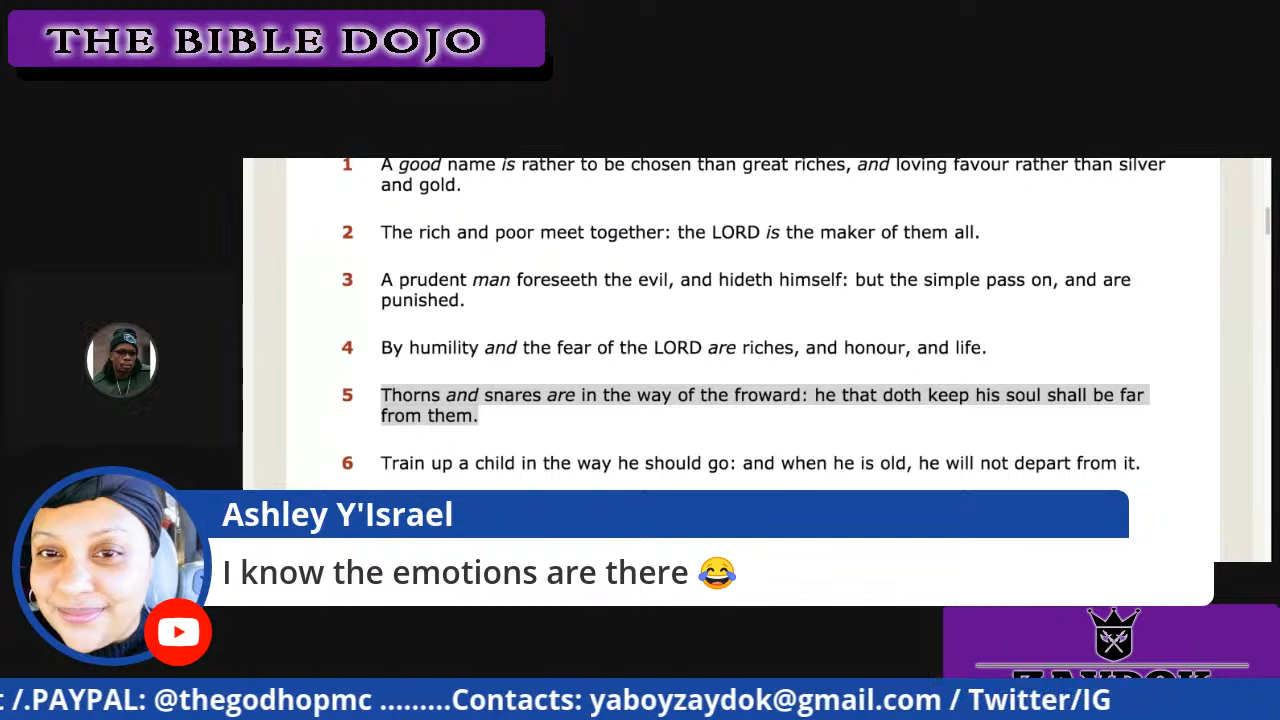 THE BIBLE DOJO
1 A good name is rather to be chosen than great riches, and loving favour rather than silver
and gold.
2 The rich and poor meet together: the LORD is the maker of them all.
3 A prudent man foreseeth the evil, and hideth himself: but the simple pass on, and are
punished.
4 By humility and the fear of the LORD are riches, and honour, and life.
5 Thorns and snares are in the way of the froward: he that doth keep his soul shall be far
from them.
6 Train up a child in the way he should go: and when he is old, he will not depart from it.
Ashley Y'Israel
I know the emotions are there 😂
ZAYDOK
/.PAYPAL: @thegodhopmc .........Contacts: yaboyzaydok@gmail.com / Twitter/IG